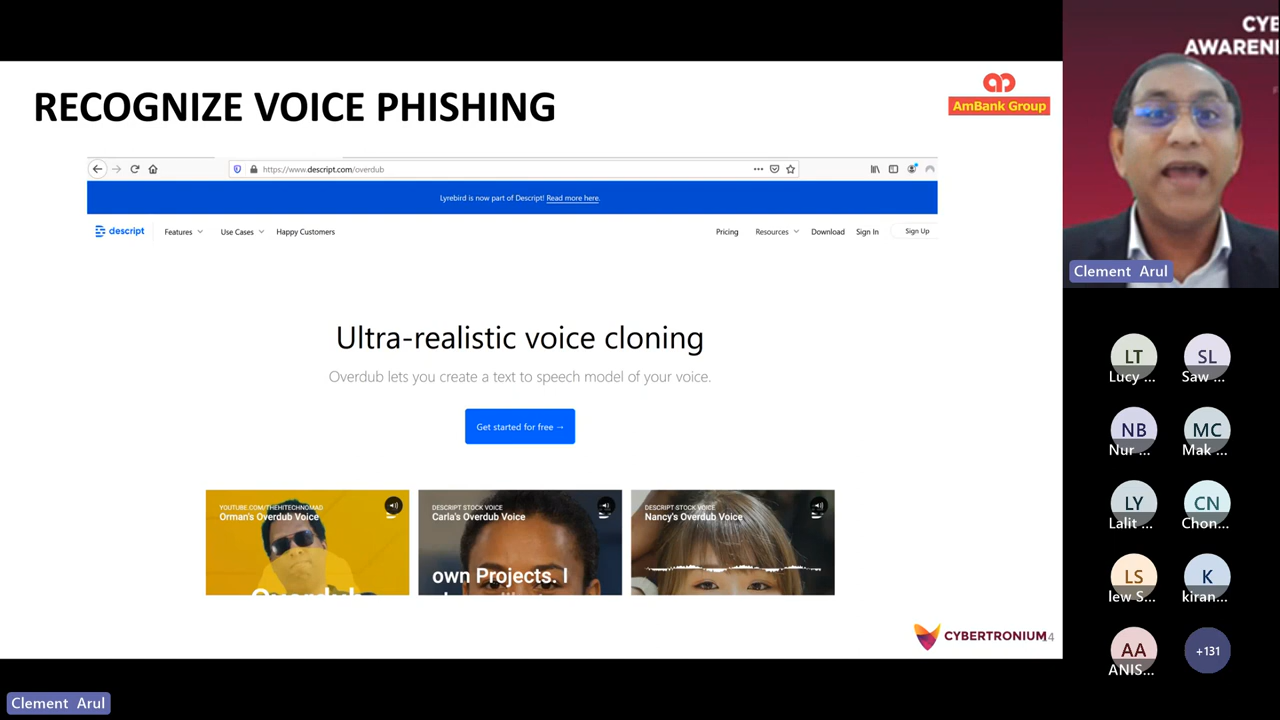 RECOGNIZE VOICE PHISHING
AmBank Group
https://www.descript.com/overdub
Lyrebird is now part of Descript! Read more here.
descript
Features
Use Cases
Happy Customers
Pricing
Resources
Download
Sign In
Sign Up
Ultra-realistic voice cloning
Overdub lets you create a text to speech model of your voice.
Get started for free →
YOUTUBE.COM/THEHITECHNOMAD
Orman's Overdub Voice
Overdub
DESCRIPT STOCK VOICE
Carla's Overdub Voice
own Projects. I
DESCRIPT STOCK VOICE
Nancy's Overdub Voice
CYBERTRONIUM
14
Clement Arul
CYBE
AWARENI
Clement Arul
LT
Lucy ...
SL
Saw ...
NB
Nur ...
MC
Mak ...
LY
Lalit ...
CN
Chon...
LS
lew S...
K
kiran...
AA
ANIS...
+131